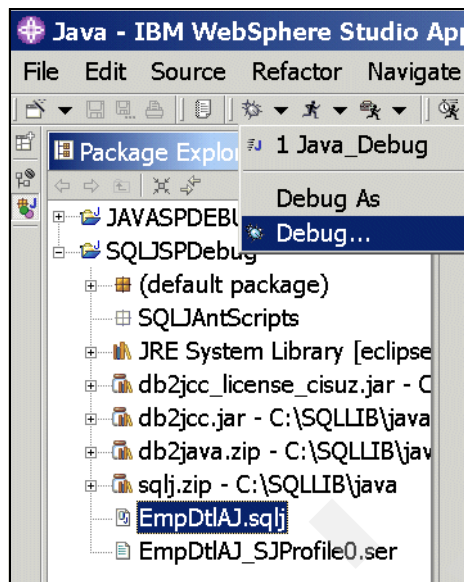 Java - IBM WebSphere Studio App
File Edit Source Refactor Navigate
Package Explo
1 Java_Debug
Debug As
Debug...
JAVASPDEBU
SQLJSPDebug
(default package)
SQLJAntScripts
JRE System Library [eclipse
db2jcc_license_cisuz.jar - C
db2jcc.jar - C:\SQLLIB\java
db2java.zip - C:\SQLLIB\jav
sqlj.zip - C:\SQLLIB\java
EmpDtlAJ.sqlj
EmpDtlAJ_SJProfile0.ser